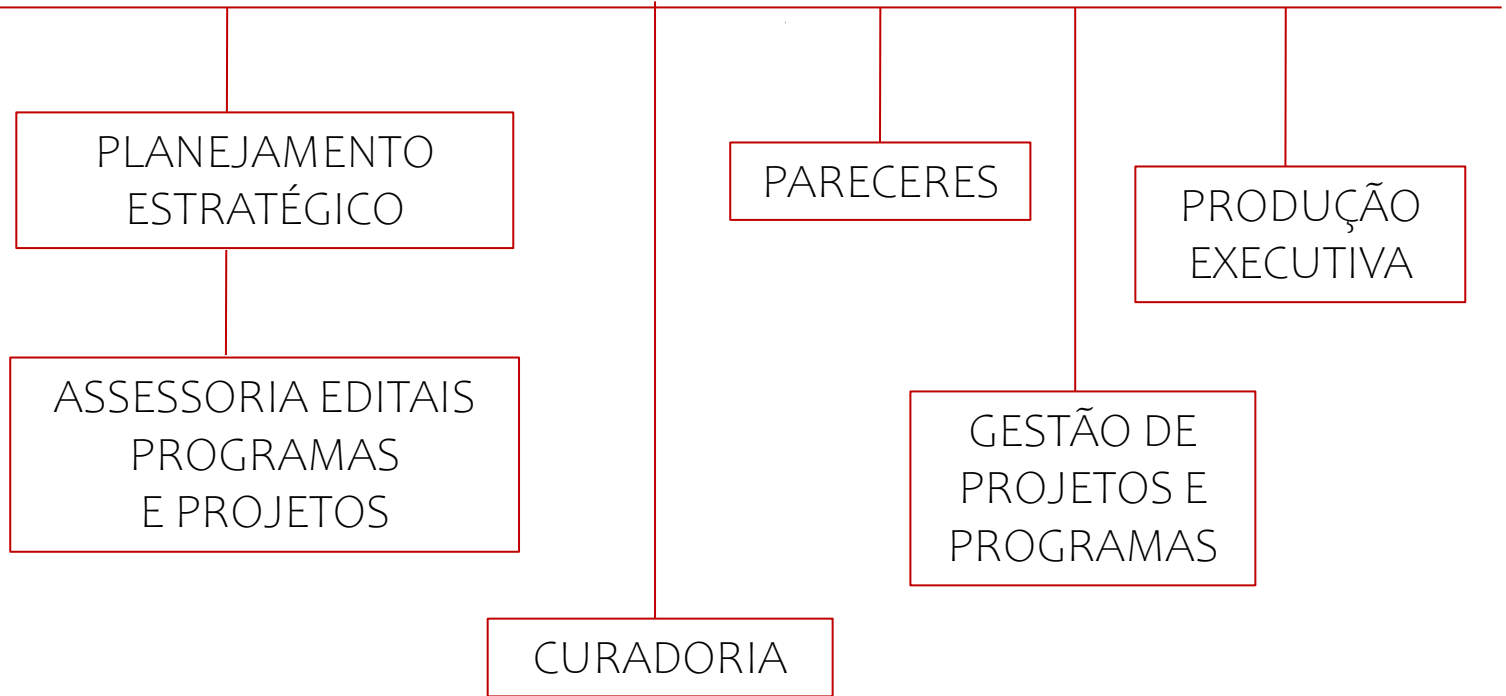 PLANEJAMENTO
ESTRATÉGICO
ASSESSORIA EDITAIS
PROGRAMAS
E PROJETOS
CURADORIA
PARECERES
GESTÃO DE
PROJETOS E
PROGRAMAS
PRODUÇÃO
EXECUTIVA